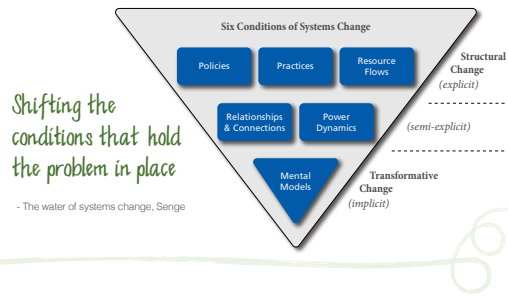 Six Conditions of Systems Change
Policies
Practices
Resource
Flows
Structural
Change
(explicit)
Relationships
& Connections
Power
Dynamics
(semi-explicit)
Mental
Models
Transformative
Change
(implicit)
Shifting the
conditions that hold
the problem in place
- The water of systems change, Senge